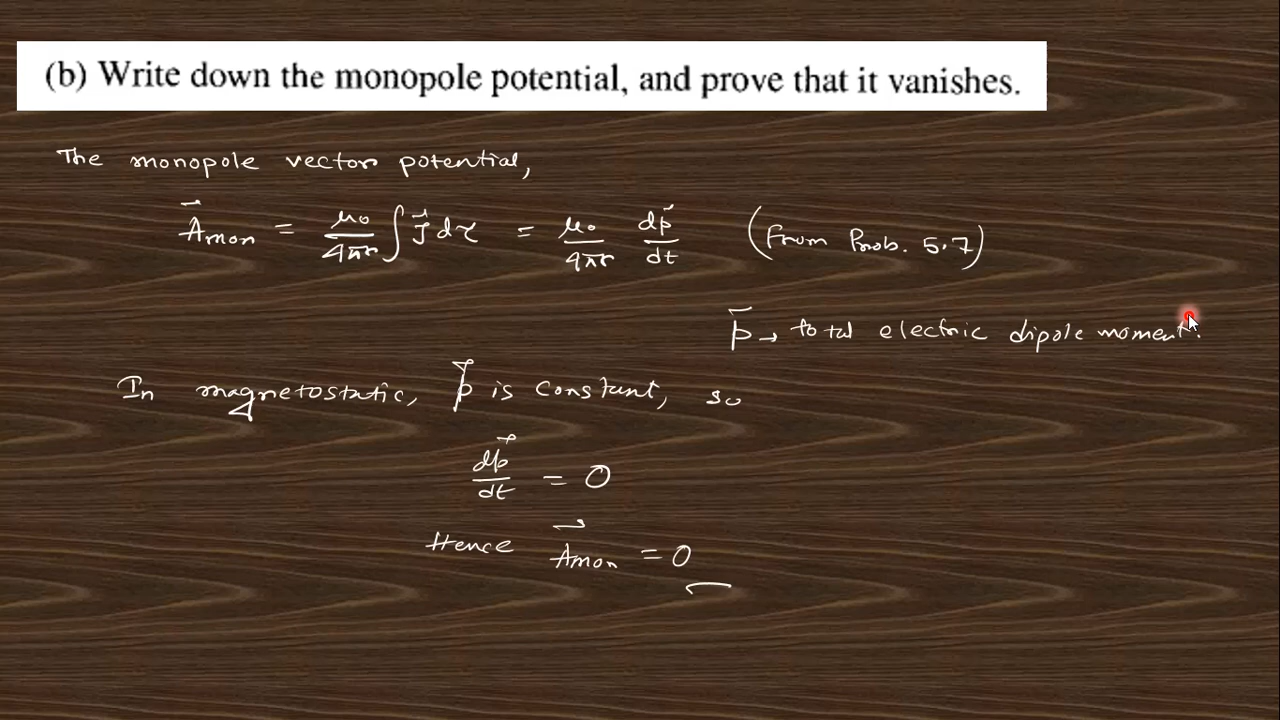 (b) Write down the monopole potential, and prove that it vanishes.
The monopole vector potential,
A⃗mon = μ₀/4πr ∫ J⃗ dτ = μ₀/4πr dp⃗/dt (From Prob. 5.7)
p⃗ → total electric dipole moment.
In magnetostatic, p⃗ is constant, so
dp⃗/dt = 0
Hence A⃗mon = 0